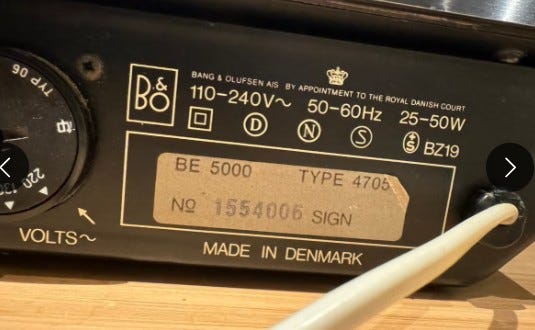 TYP 06
220 130
VOLTS~
B&O
BANG & OLUFSEN A/S BY APPOINTMENT TO THE ROYAL DANISH COURT
110-240V~ 50-60Hz 25-50W
D N S S BZ19
BE 5000 TYPE 4705
No 1554006 SIGN
MADE IN DENMARK